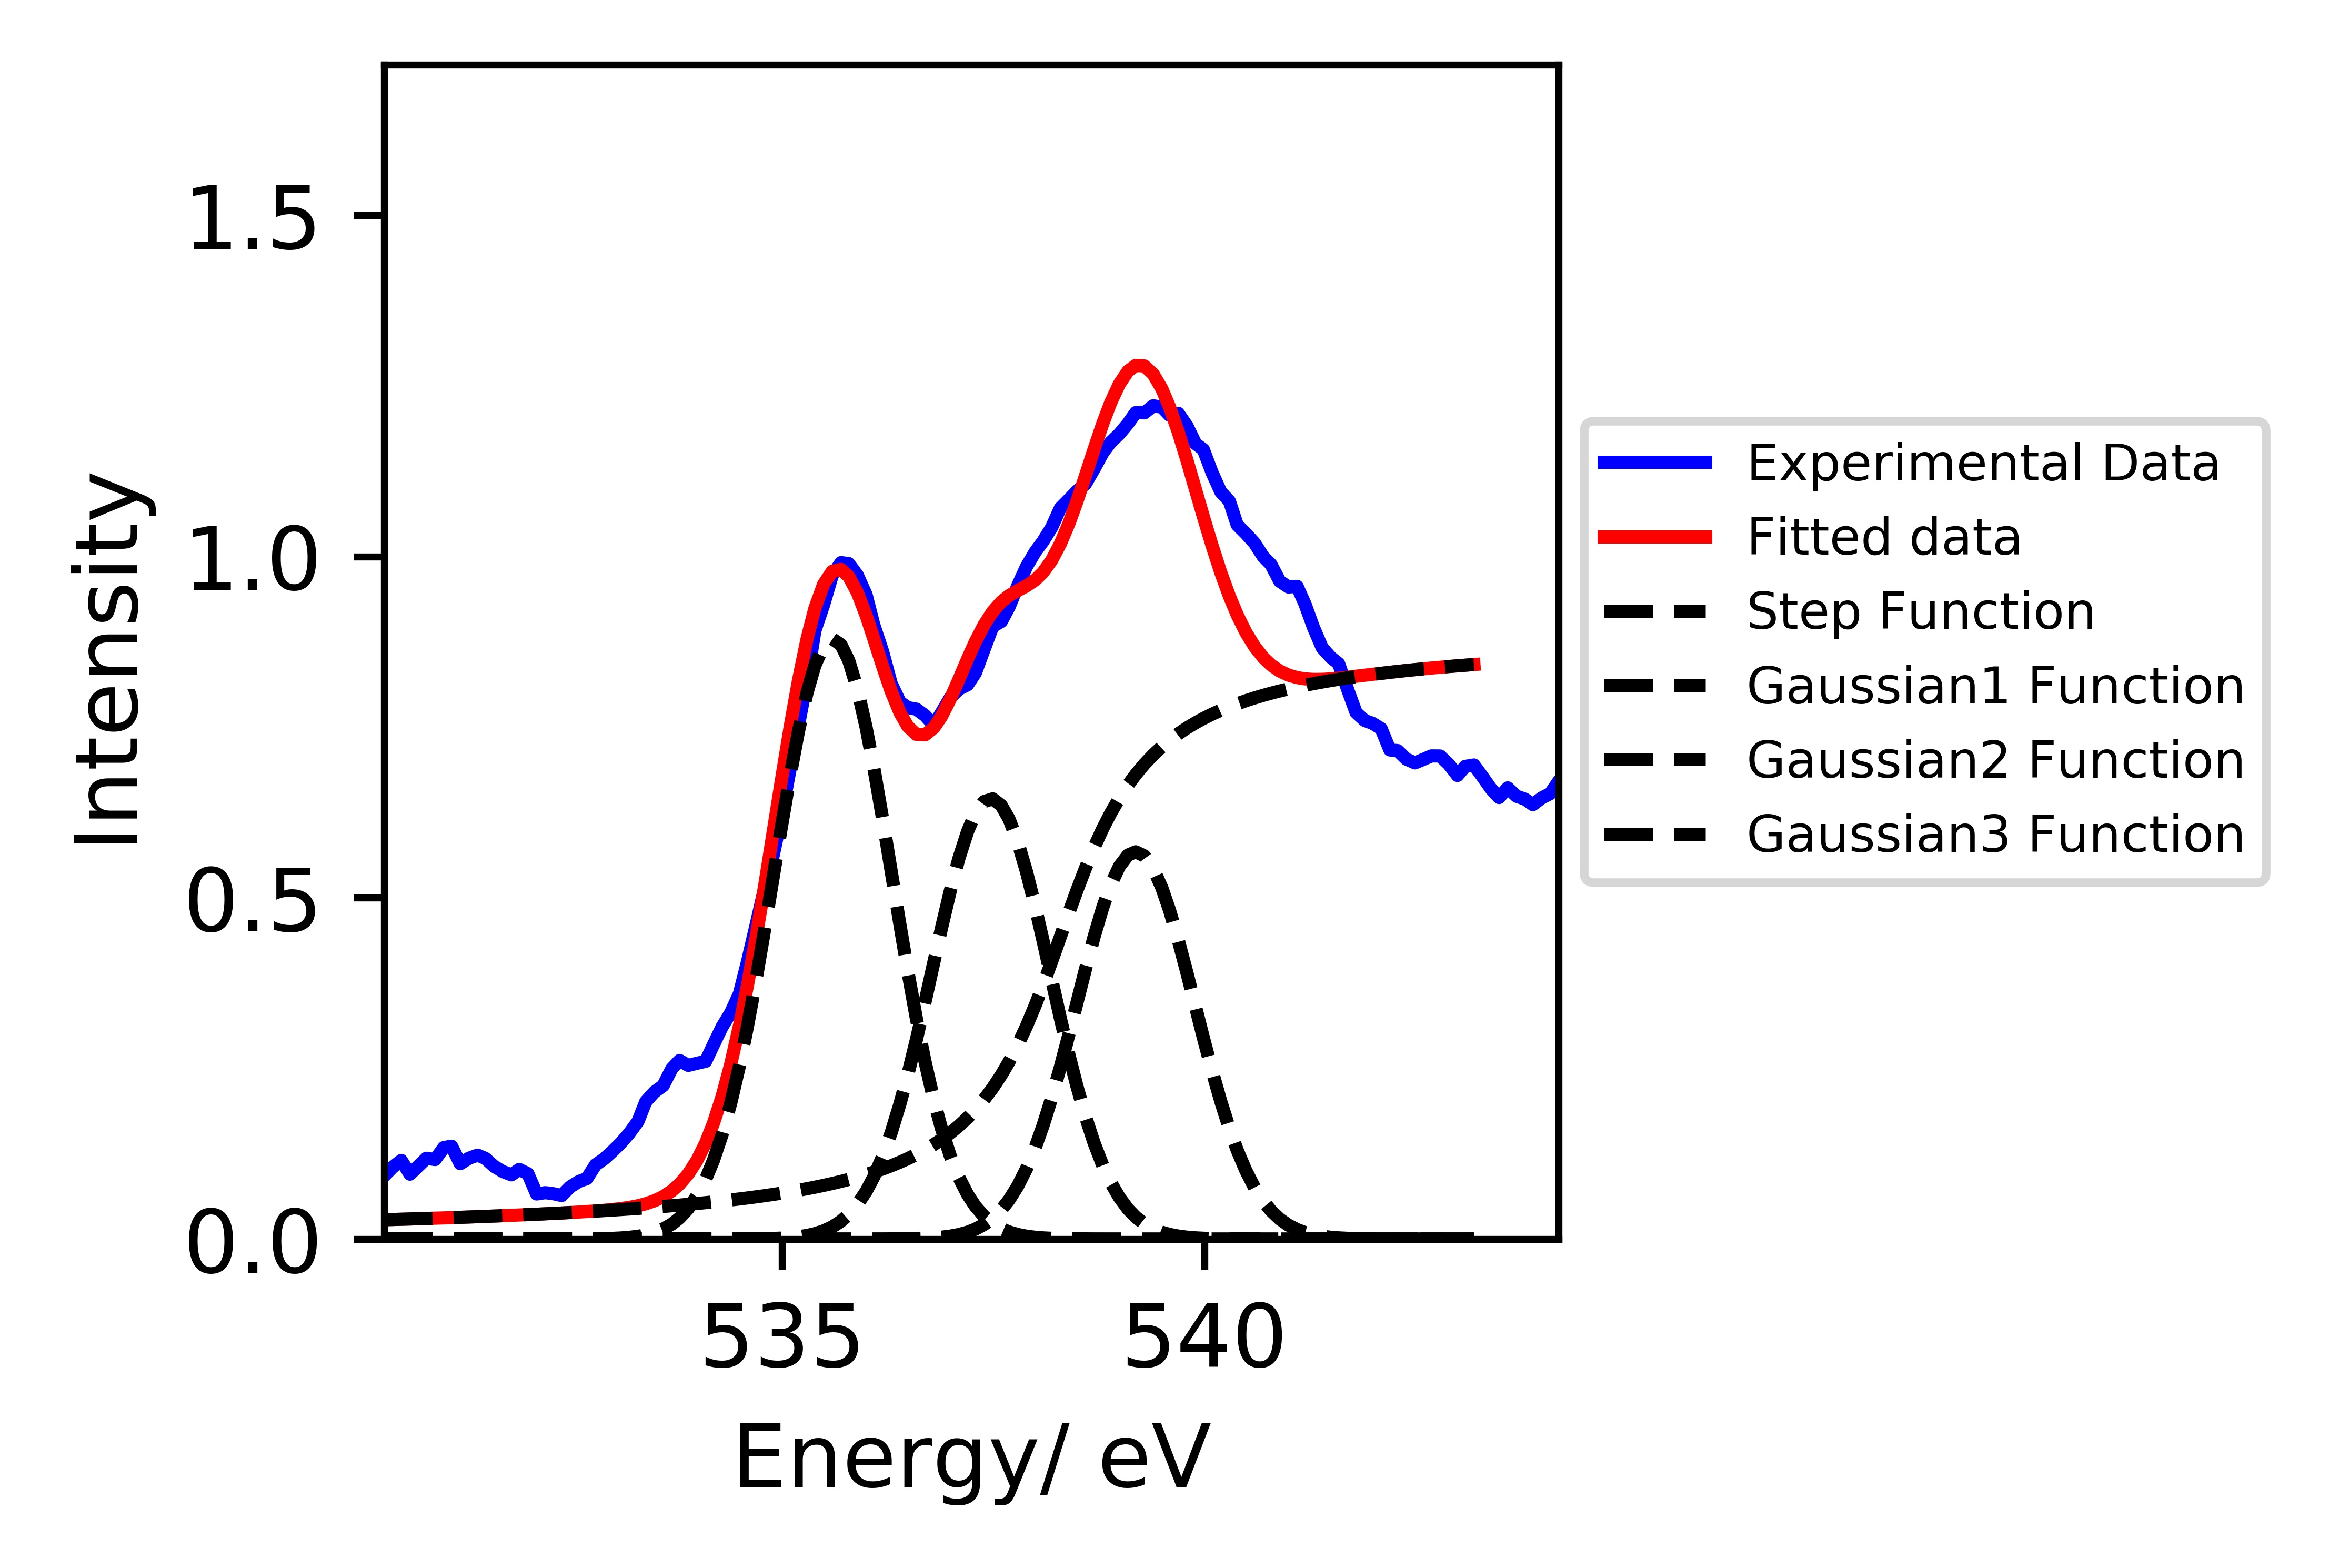 Intensity
1.5
1.0
0.5
0.0
535
540
Energy/ eV
Experimental Data
Fitted data
Step Function
Gaussian1 Function
Gaussian2 Function
Gaussian3 Function